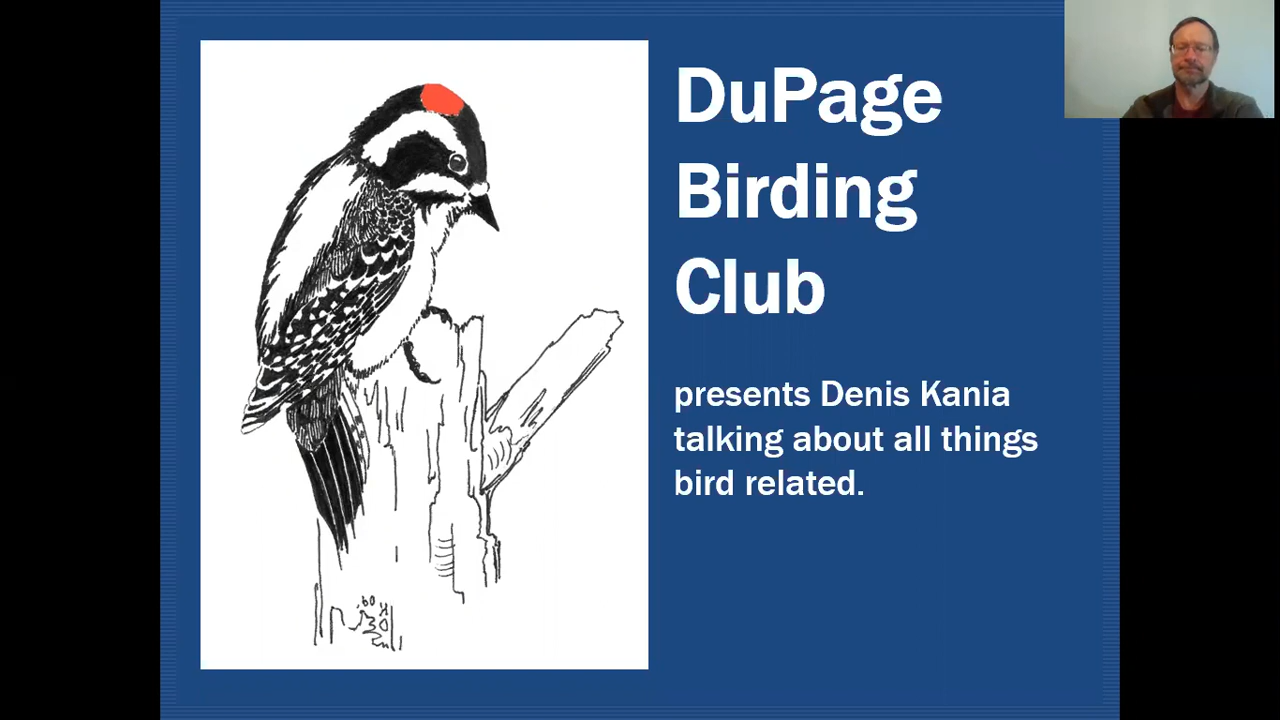 DuPage
Birding
Club
presents Denis Kania
talking about all things
bird related.